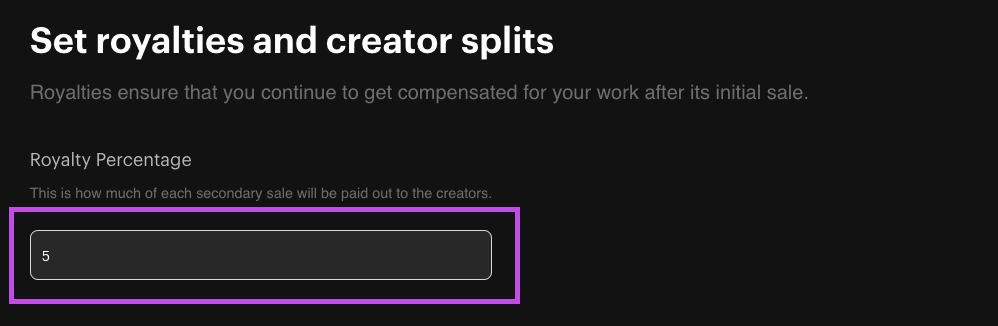 Set royalties and creator splits
Royalties ensure that you continue to get compensated for your work after its initial sale.
Royalty Percentage
This is how much of each secondary sale will be paid out to the creators.
5